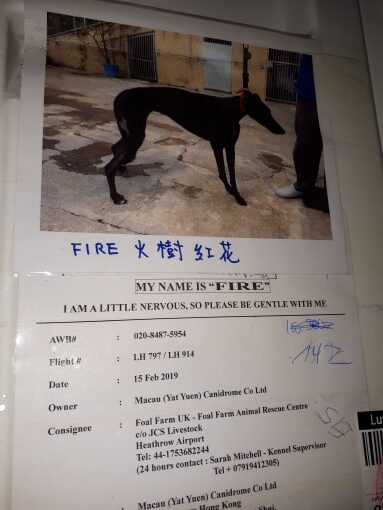 FIRE 火樹紅花
MY NAME IS "FIRE"
I AM A LITTLE NERVOUS, SO PLEASE BE GENTLE WITH ME
AWB# : 020-8487-5954
142
Flight # : LH 797 / LH 914
Date : 15 Feb 2019
Owner : Macau (Yat Yuen) Canidrome Co Ltd
Consignee : Foal Farm UK - Foal Farm Animal Rescue Centre
c/o JCS Livestock
Heathrow Airport
Tel: 44-1753682244
(24 hours contact : Sarah Mitchell - Kennel Supervisor
Tel + 07919412305)
: Macau (Yat Yuen) Canidrome Co Ltd
Hong Kong